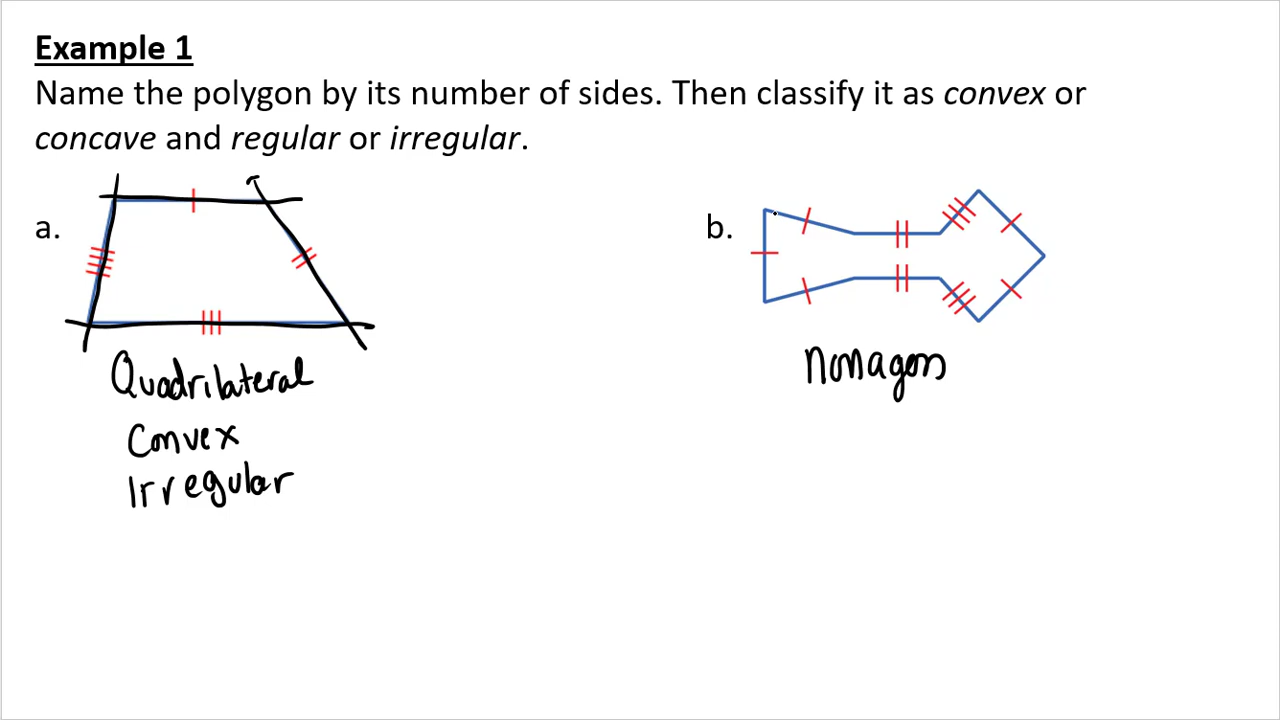 Example 1
Name the polygon by its number of sides. Then classify it as convex or
concave and regular or irregular.
a.
b.
Quadrilateral
Convex
Irregular
Nonagon